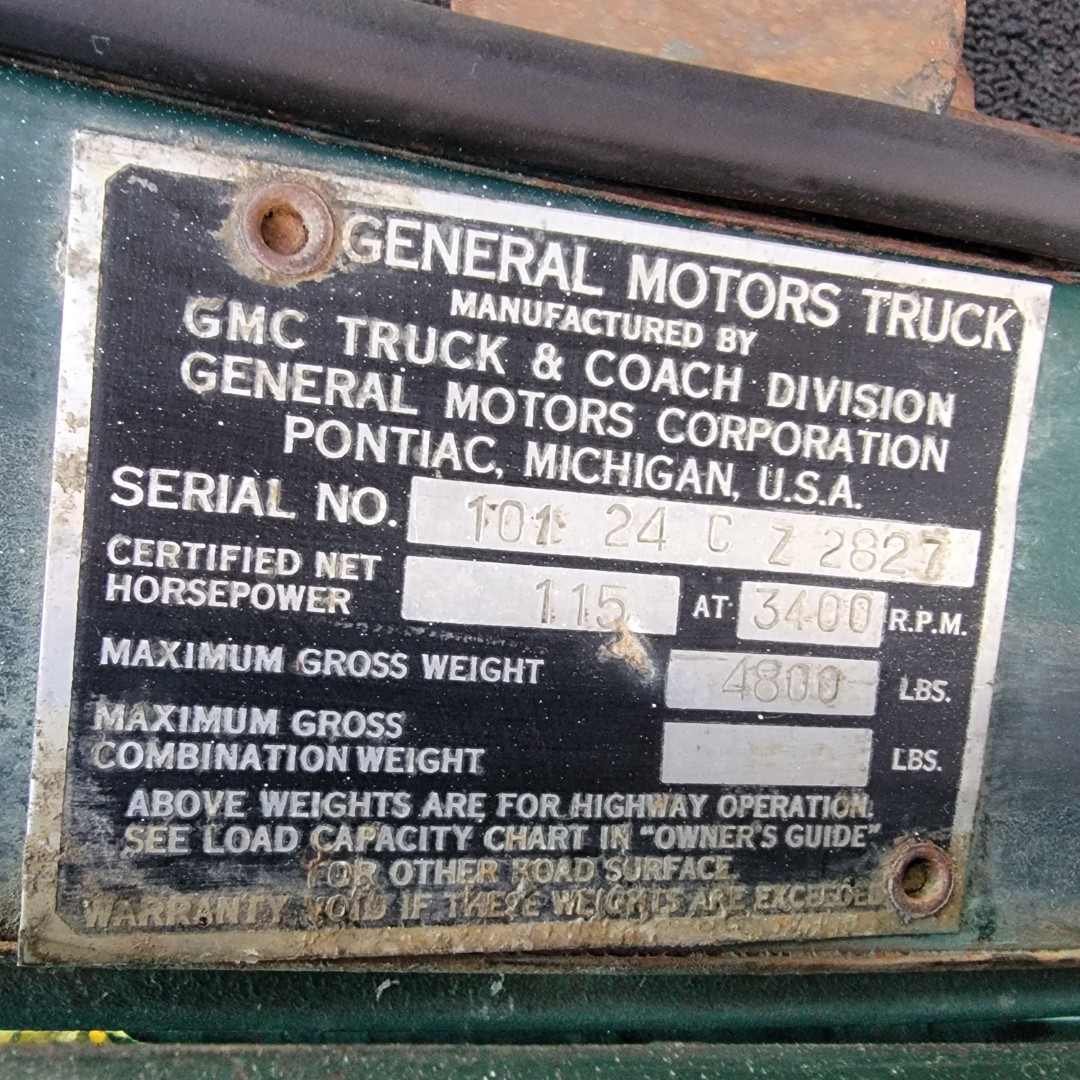 GENERAL MOTORS TRUCK
MANUFACTURED BY
GMC TRUCK & COACH DIVISION
GENERAL MOTORS CORPORATION
PONTIAC, MICHIGAN, U.S.A.
SERIAL NO. 101 24 C Z 2827
CERTIFIED NET
HORSEPOWER 115 AT 3400 R.P.M.
MAXIMUM GROSS WEIGHT 4800 LBS.
MAXIMUM GROSS
COMBINATION WEIGHT LBS.
ABOVE WEIGHTS ARE FOR HIGHWAY OPERATION.
SEE LOAD CAPACITY CHART IN "OWNER'S GUIDE"
FOR OTHER ROAD SURFACE.
WARRANTY VOID IF THESE WEIGHTS ARE EXCEEDED